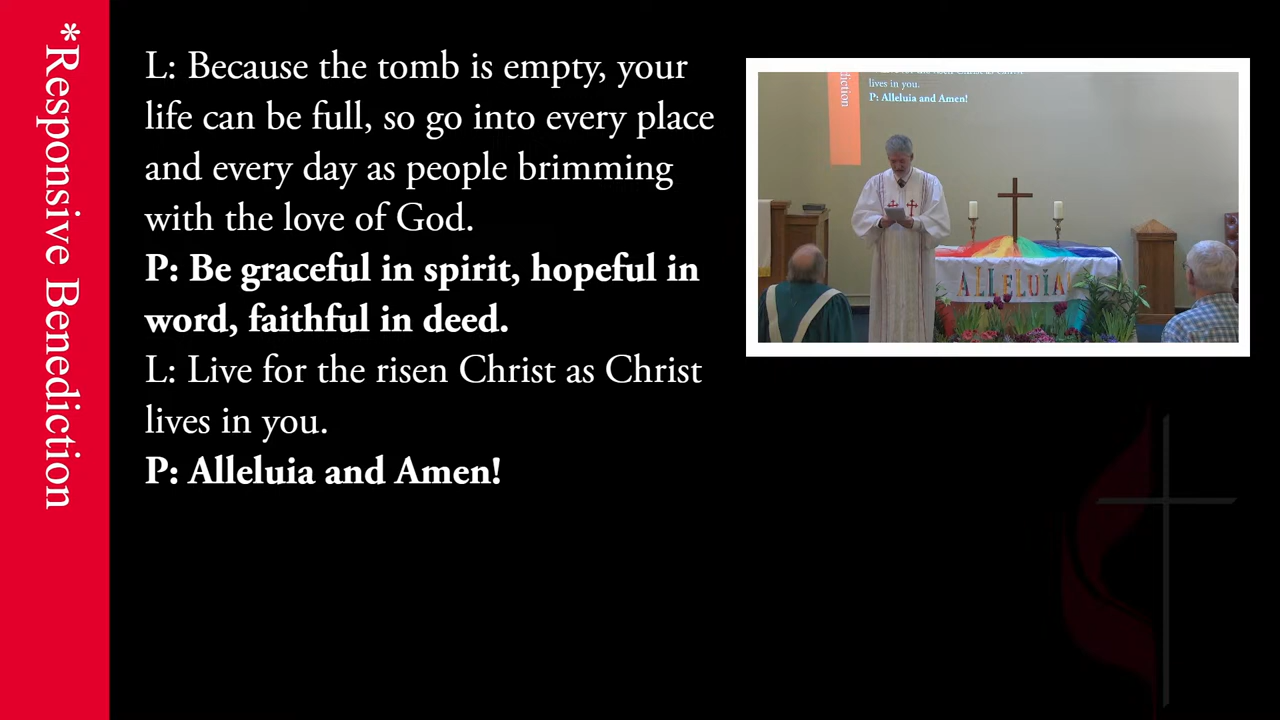 *Responsive Benediction
L: Because the tomb is empty, your
life can be full, so go into every place
and every day as people brimming
with the love of God.
P: Be graceful in spirit, hopeful in
word, faithful in deed.
L: Live for the risen Christ as Christ
lives in you.
P: Alleluia and Amen!
diction
lives in you.
P: Alleluia and Amen!
ALLELUIA